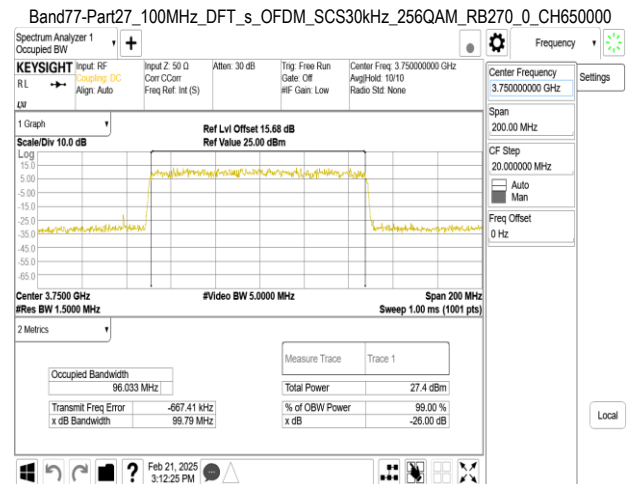 Band77-Part27_100MHz_DFT_s_OFDM_SCS30kHz_256QAM_RB270_0_CH650000
Spectrum Analyzer 1
Occupied BW
Frequency
KEYSIGHT
RL
Input: RF
Coupling: DC
Align: Auto
Input Z: 50 Ω
Corr CCorr
Freq Ref: Int (S)
Atten: 30 dB
Trig: Free Run
Gate: Off
#IF Gain: Low
Center Freq: 3.750000000 GHz
Avg|Hold: 10/10
Radio Std: None
Center Frequency
3.750000000 GHz
Settings
Span
200.00 MHz
CF Step
20.000000 MHz
Auto
Man
Freq Offset
0 Hz
1 Graph
Scale/Div 10.0 dB
Ref Lvl Offset 15.68 dB
Ref Value 25.00 dBm
Log
15.0
5.00
-5.00
-15.0
-25.0
-35.0
-45.0
-55.0
-65.0
Center 3.7500 GHz
#Res BW 1.5000 MHz
#Video BW 5.0000 MHz
Span 200 MHz
Sweep 1.00 ms (1001 pts)
2 Metrics
Measure Trace Trace 1
Occupied Bandwidth
96.033 MHz
Total Power 27.4 dBm
Transmit Freq Error -667.41 kHz
% of OBW Power 99.00 %
x dB Bandwidth 99.79 MHz
x dB -26.00 dB
Local
Feb 21, 2025
3:12:25 PM